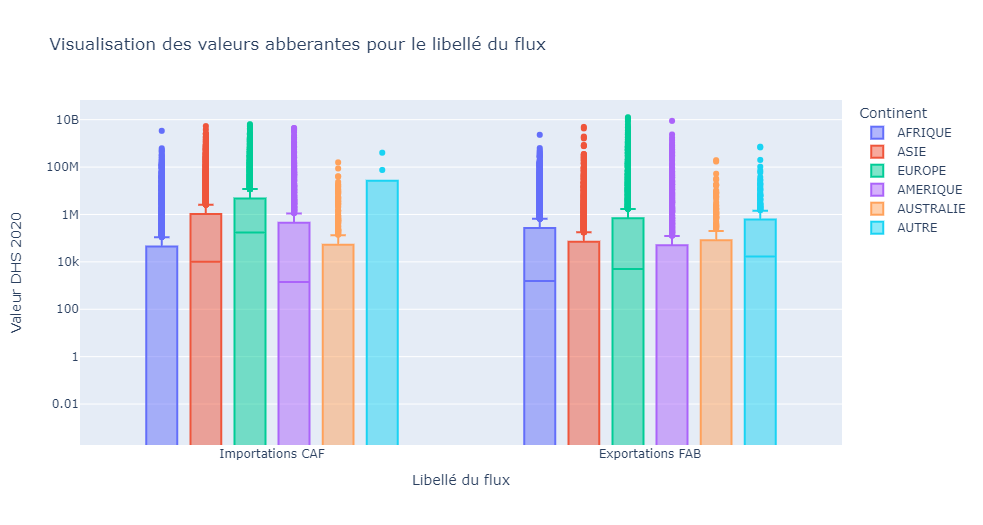 Visualisation des valeurs abberantes pour le libellé du flux
Continent
AFRIQUE
ASIE
EUROPE
AMERIQUE
AUSTRALIE
AUTRE
Valeur DHS 2020
10B
100M
1M
10k
100
1
0.01
Importations CAF
Exportations FAB
Libellé du flux